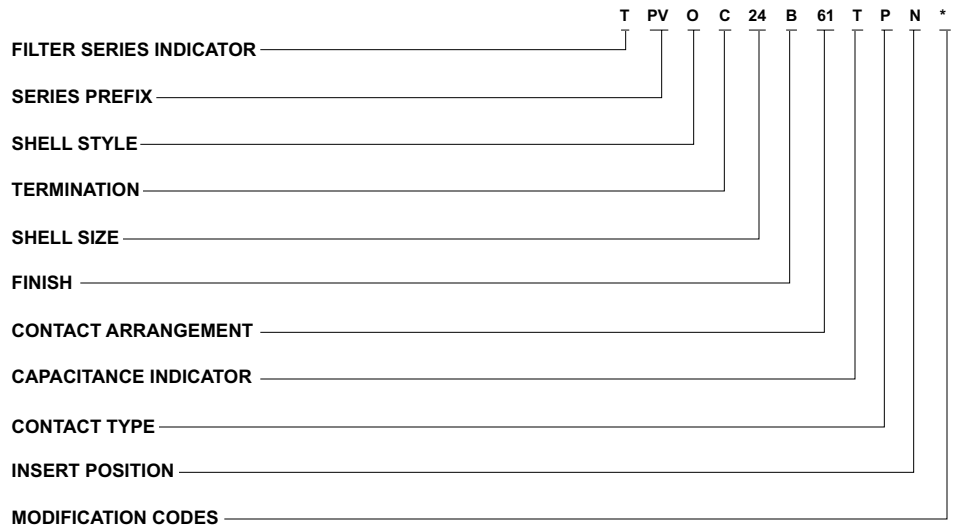 T PV O C 24 B 61 T P N *
FILTER SERIES INDICATOR
SERIES PREFIX
SHELL STYLE
TERMINATION
SHELL SIZE
FINISH
CONTACT ARRANGEMENT
CAPACITANCE INDICATOR
CONTACT TYPE
INSERT POSITION
MODIFICATION CODES